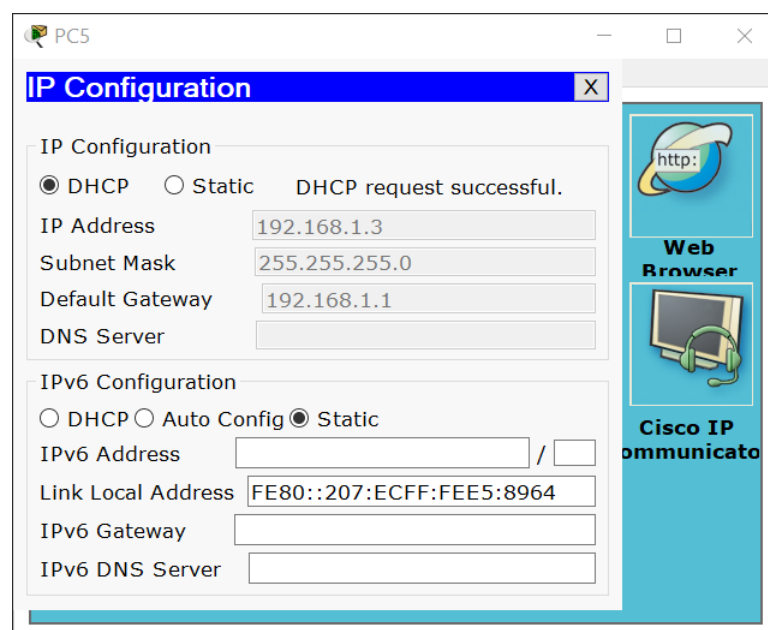 PC5
IP Configuration X
IP Configuration
DHCP Static DHCP request successful.
IP Address 192.168.1.3
Subnet Mask 255.255.255.0
Default Gateway 192.168.1.1
DNS Server
IPv6 Configuration
DHCP Auto Config Static
IPv6 Address /
Link Local Address FE80::207:ECFF:FEE5:8964
IPv6 Gateway
IPv6 DNS Server
http:
Web
Browser
Cisco IP
ommunicato